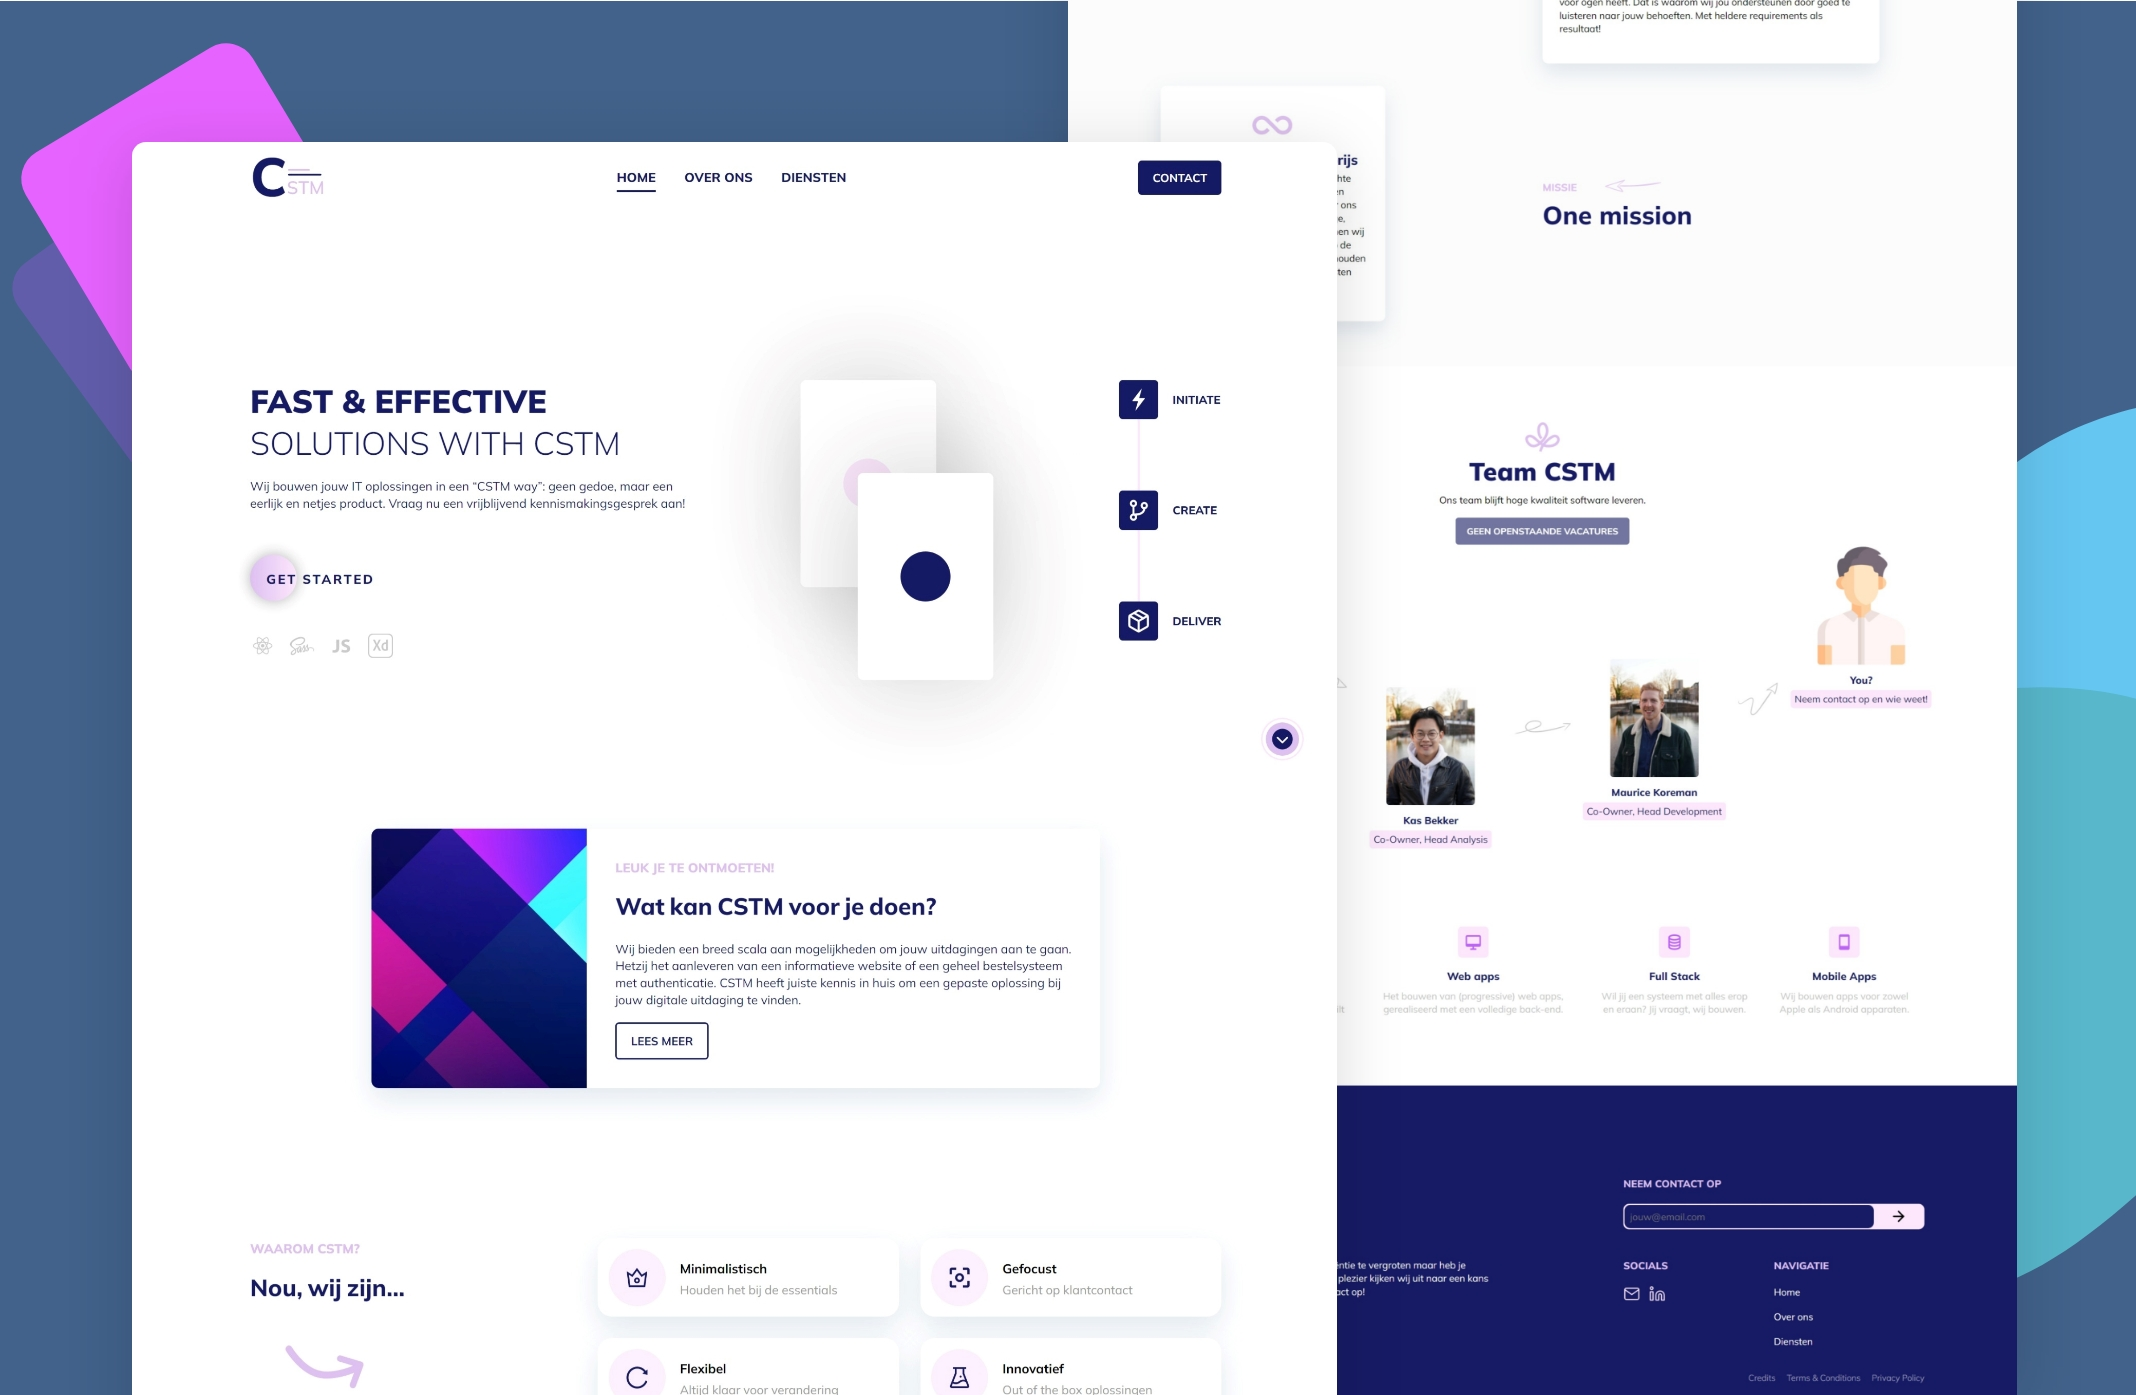 C STM
HOME OVER ONS DIENSTEN
CONTACT
FAST & EFFECTIVE
SOLUTIONS WITH CSTM
Wij bouwen jouw IT oplossingen in een “CSTM way”: geen gedoe, maar een
eerlijk en netjes product. Vraag nu een vrijblijvend kennismakingsgesprek aan!
GET STARTED
Sass JS Xd
INITIATE
CREATE
DELIVER
LEUK JE TE ONTMOETEN!
Wat kan CSTM voor je doen?
Wij bieden een breed scala aan mogelijkheden om jouw uitdagingen aan te gaan.
Hetzij het aanleveren van een informatieve website of een geheel bestelsysteem
met authenticatie. CSTM heeft juiste kennis in huis om een gepaste oplossing bij
jouw digitale uitdaging te vinden.
LEES MEER
WAAROM CSTM?
Nou, wij zijn...
Minimalistisch
Houden het bij de essentials
Gefocust
Gericht op klantcontact
Flexibel
Altijd klaar voor verandering
Innovatief
Out of the box oplossingen
voor ogen heeft. Dat is waarom wij jou ondersteunen door goed te
luisteren naar jouw behoeften. Met heldere requirements als
resultaat!
rijs
hte
en
ons
e,
en wij
de
ouden
ten
MISSIE
One mission
Team CSTM
Ons team blijft hoge kwaliteit software leveren.
GEEN OPENSTAANDE VACATURES
Kas Bekker
Co-Owner, Head Analysis
Maurice Koreman
Co-Owner, Head Development
You?
Neem contact op en wie weet!
Web apps
Het bouwen van (progressive) web apps,
gerealiseerd met een volledige back-end.
Full Stack
Wil jij een systeem met alles erop
en eraan? Jij vraagt, wij bouwen.
Mobile Apps
Wij bouwen apps voor zowel
Apple als Android apparaten.
entie te vergroten maar heb je
plezier kijken wij uit naar een kans
act op!
NEEM CONTACT OP
jouw@email.com
SOCIALS
in
NAVIGATIE
Home
Over ons
Diensten
Credits Terms & Conditions Privacy Policy